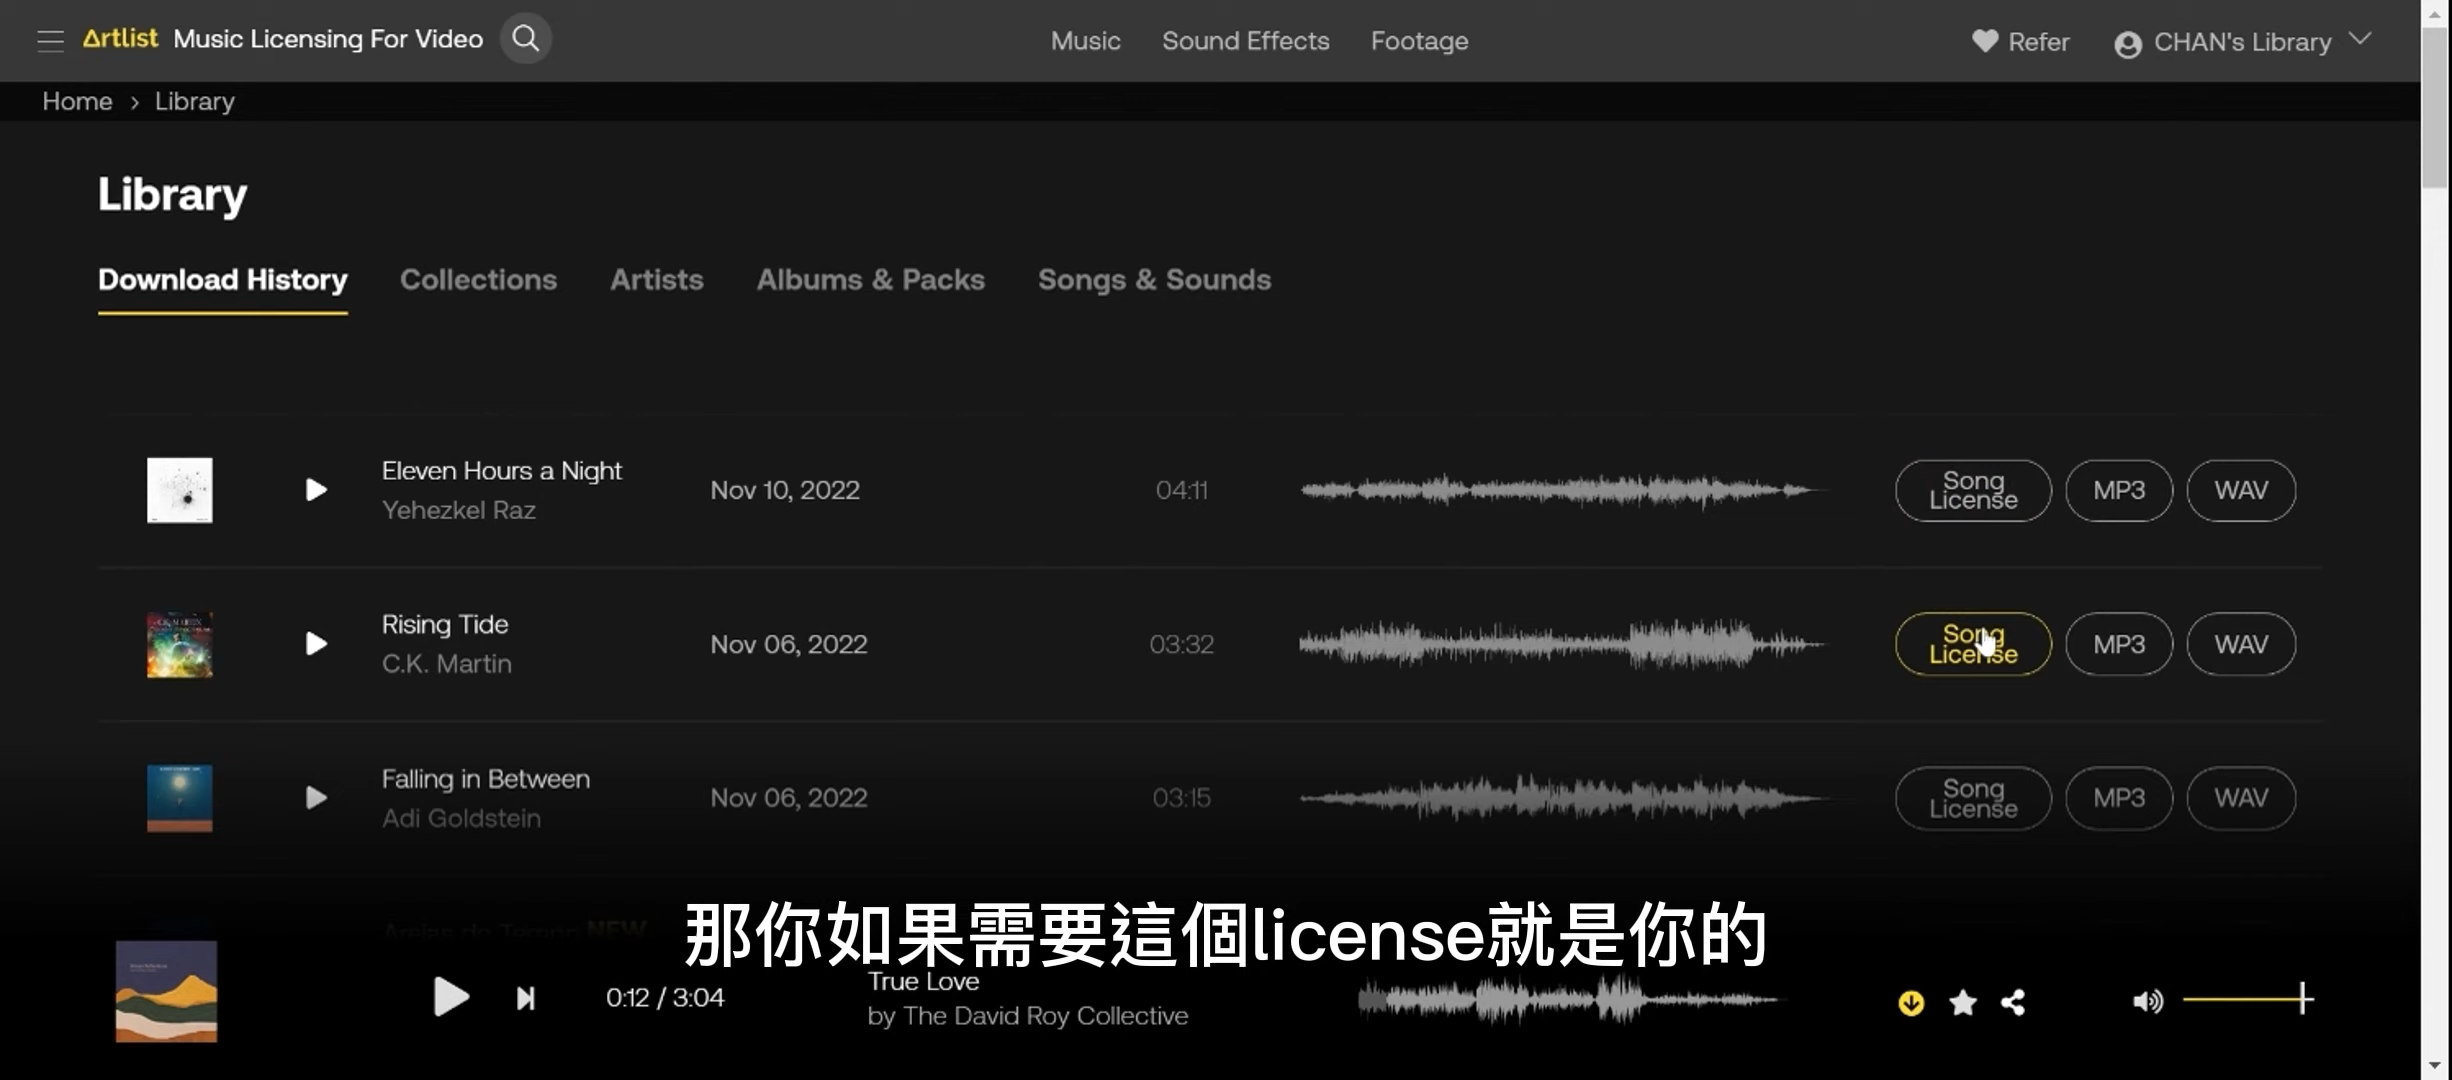 Artlist Music Licensing For Video
Music Sound Effects Footage
Refer CHAN's Library
Home > Library
Library
Download History Collections Artists Albums & Packs Songs & Sounds
Eleven Hours a Night
Yehezkel Raz
Nov 10, 2022
04:11
Song
License
MP3
WAV
Rising Tide
C.K. Martin
Nov 06, 2022
03:32
Song
License
MP3
WAV
Falling in Between
Adi Goldstein
Nov 06, 2022
03:15
Song
License
MP3
WAV
NEW
那你如果需要這個license就是你的
0:12 / 3:04
True Love
by The David Roy Collective